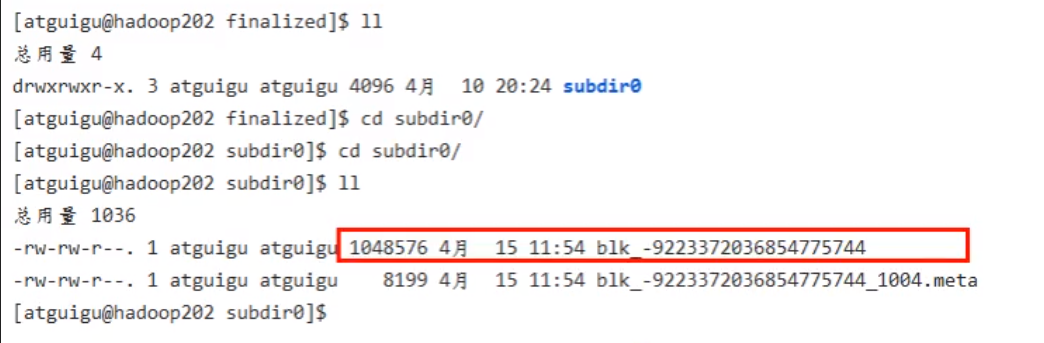 [atguigu@hadoop202 finalized]$ ll
总用量 4
drwxrwxr-x. 3 atguigu atguigu 4096 4月  10 20:24 subdir0
[atguigu@hadoop202 finalized]$ cd subdir0/
[atguigu@hadoop202 subdir0]$ cd subdir0/
[atguigu@hadoop202 subdir0]$ ll
总用量 1036
-rw-rw-r--. 1 atguigu atguigu 1048576 4月  15 11:54 blk_-9223372036854775744
-rw-rw-r--. 1 atguigu atguigu    8199 4月  15 11:54 blk_-9223372036854775744_1004.meta
[atguigu@hadoop202 subdir0]$